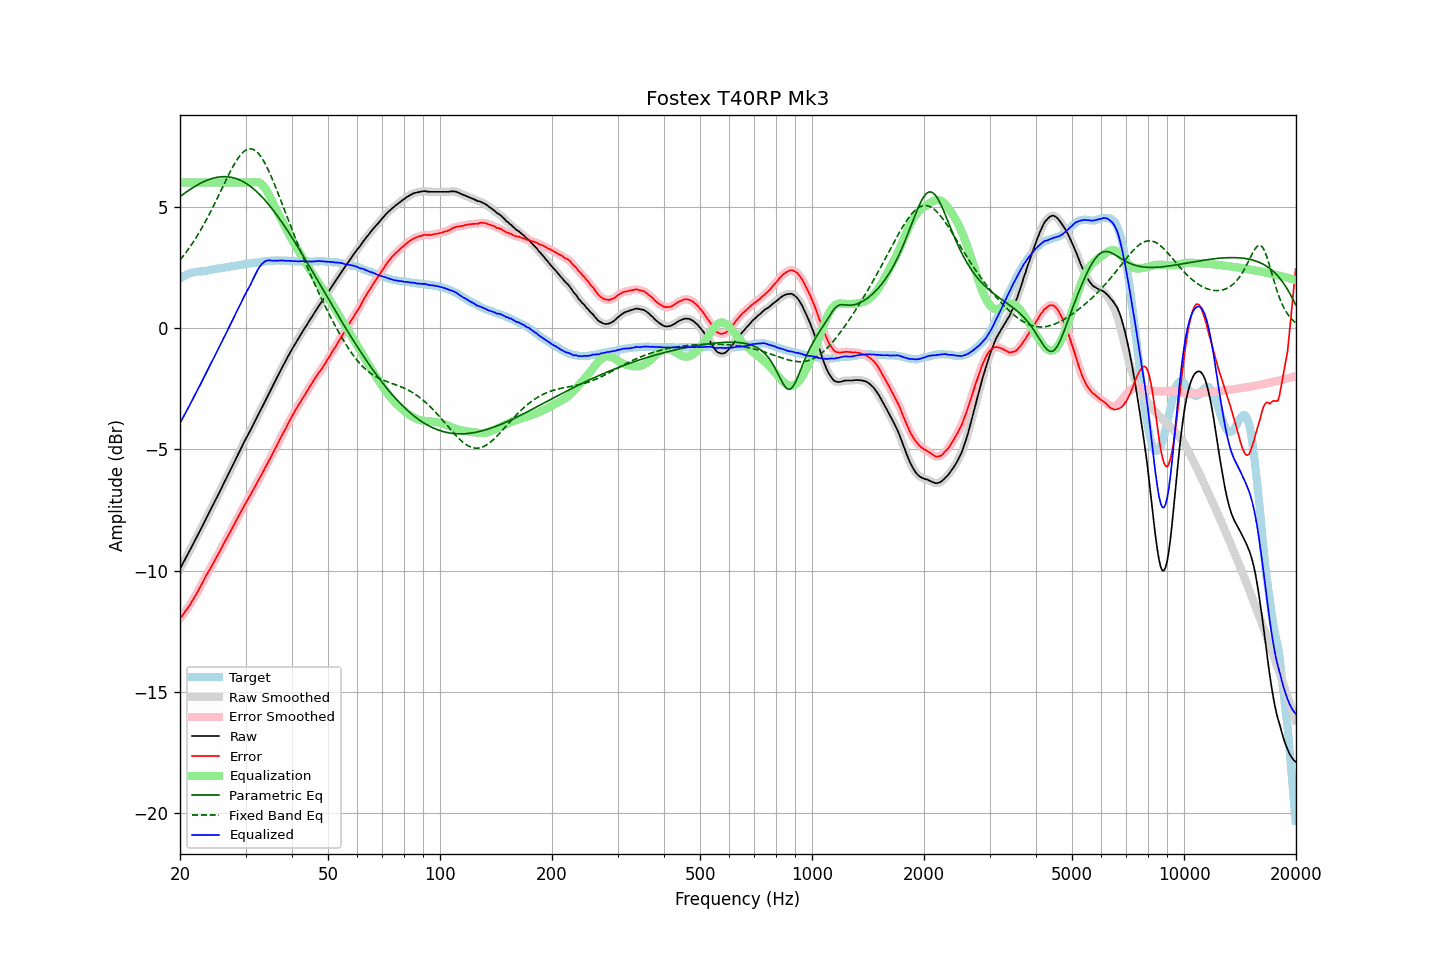 Fostex T40RP Mk3
Amplitude (dBr)
5
0
−5
−10
−15
−20
Target
Raw Smoothed
Error Smoothed
Raw
Error
Equalization
Parametric Eq
Fixed Band Eq
Equalized
20 50 100 200 500 1000 2000 5000 10000 20000
Frequency (Hz)